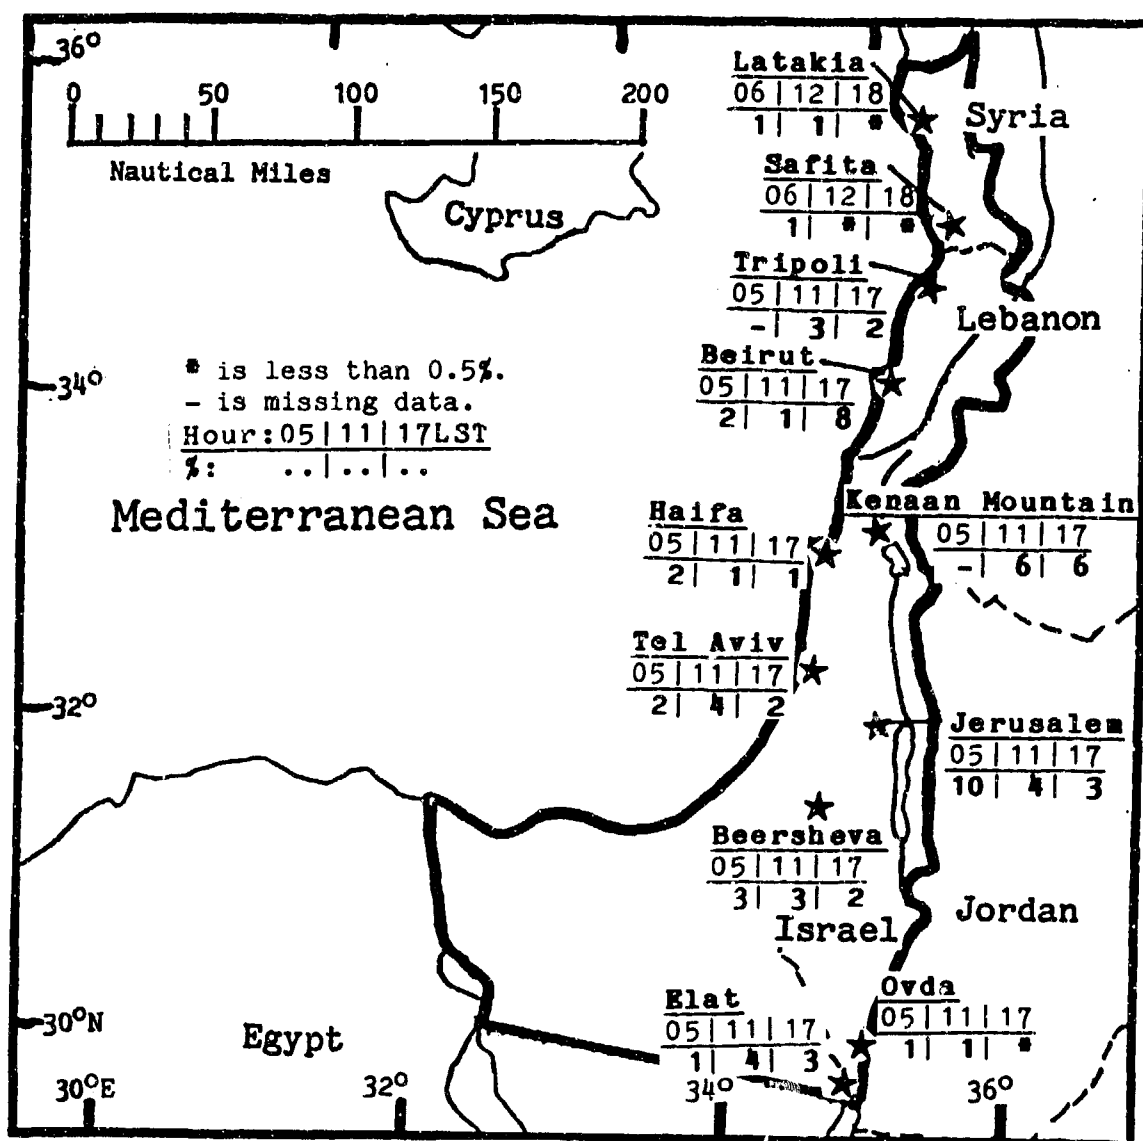 36°
0 50 100 150 200
Nautical Miles
Cyprus
Latakia
06 | 12 | 18
1 | 1 | *
Syria
Safita
06 | 12 | 18
1 | * | *
Tripoli
05 | 11 | 17
- | 3 | 2
Lebanon
34°
* is less than 0.5%.
- is missing data.
Hour:05|11|17LST
%: ..|..|..
Beirut
05 | 11 | 17
2 | 1 | 8
Mediterranean Sea
Haifa
05 | 11 | 17
2 | 1 | 1
Kenaan Mountain
05 | 11 | 17
- | 6 | 6
Tel Aviv
05 | 11 | 17
2 | 4 | 2
32°
Jerusalem
05 | 11 | 17
10 | 4 | 3
Beersheva
05 | 11 | 17
3 | 3 | 2
Israel
Jordan
30°N
Egypt
Elat
05 | 11 | 17
1 | 4 | 3
Ovda
05 | 11 | 17
1 | 1 | *
30°E 32° 34° 36°